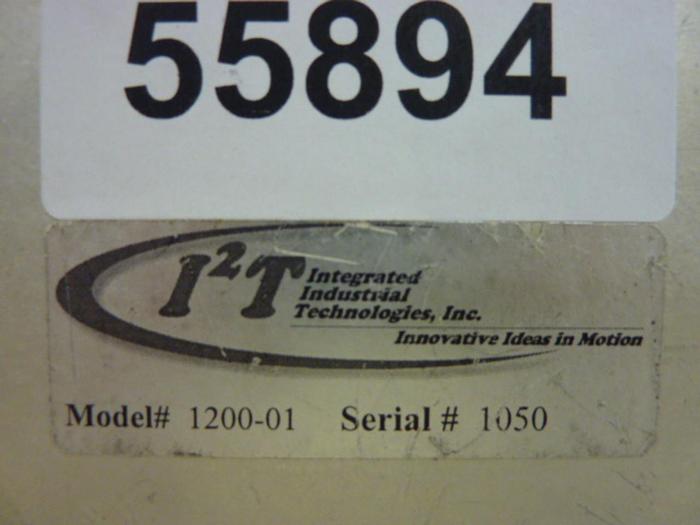 55894
I²T
Integrated
Industrial
Technologies, Inc.
Innovative Ideas in Motion
Model# 1200-01 Serial # 1050